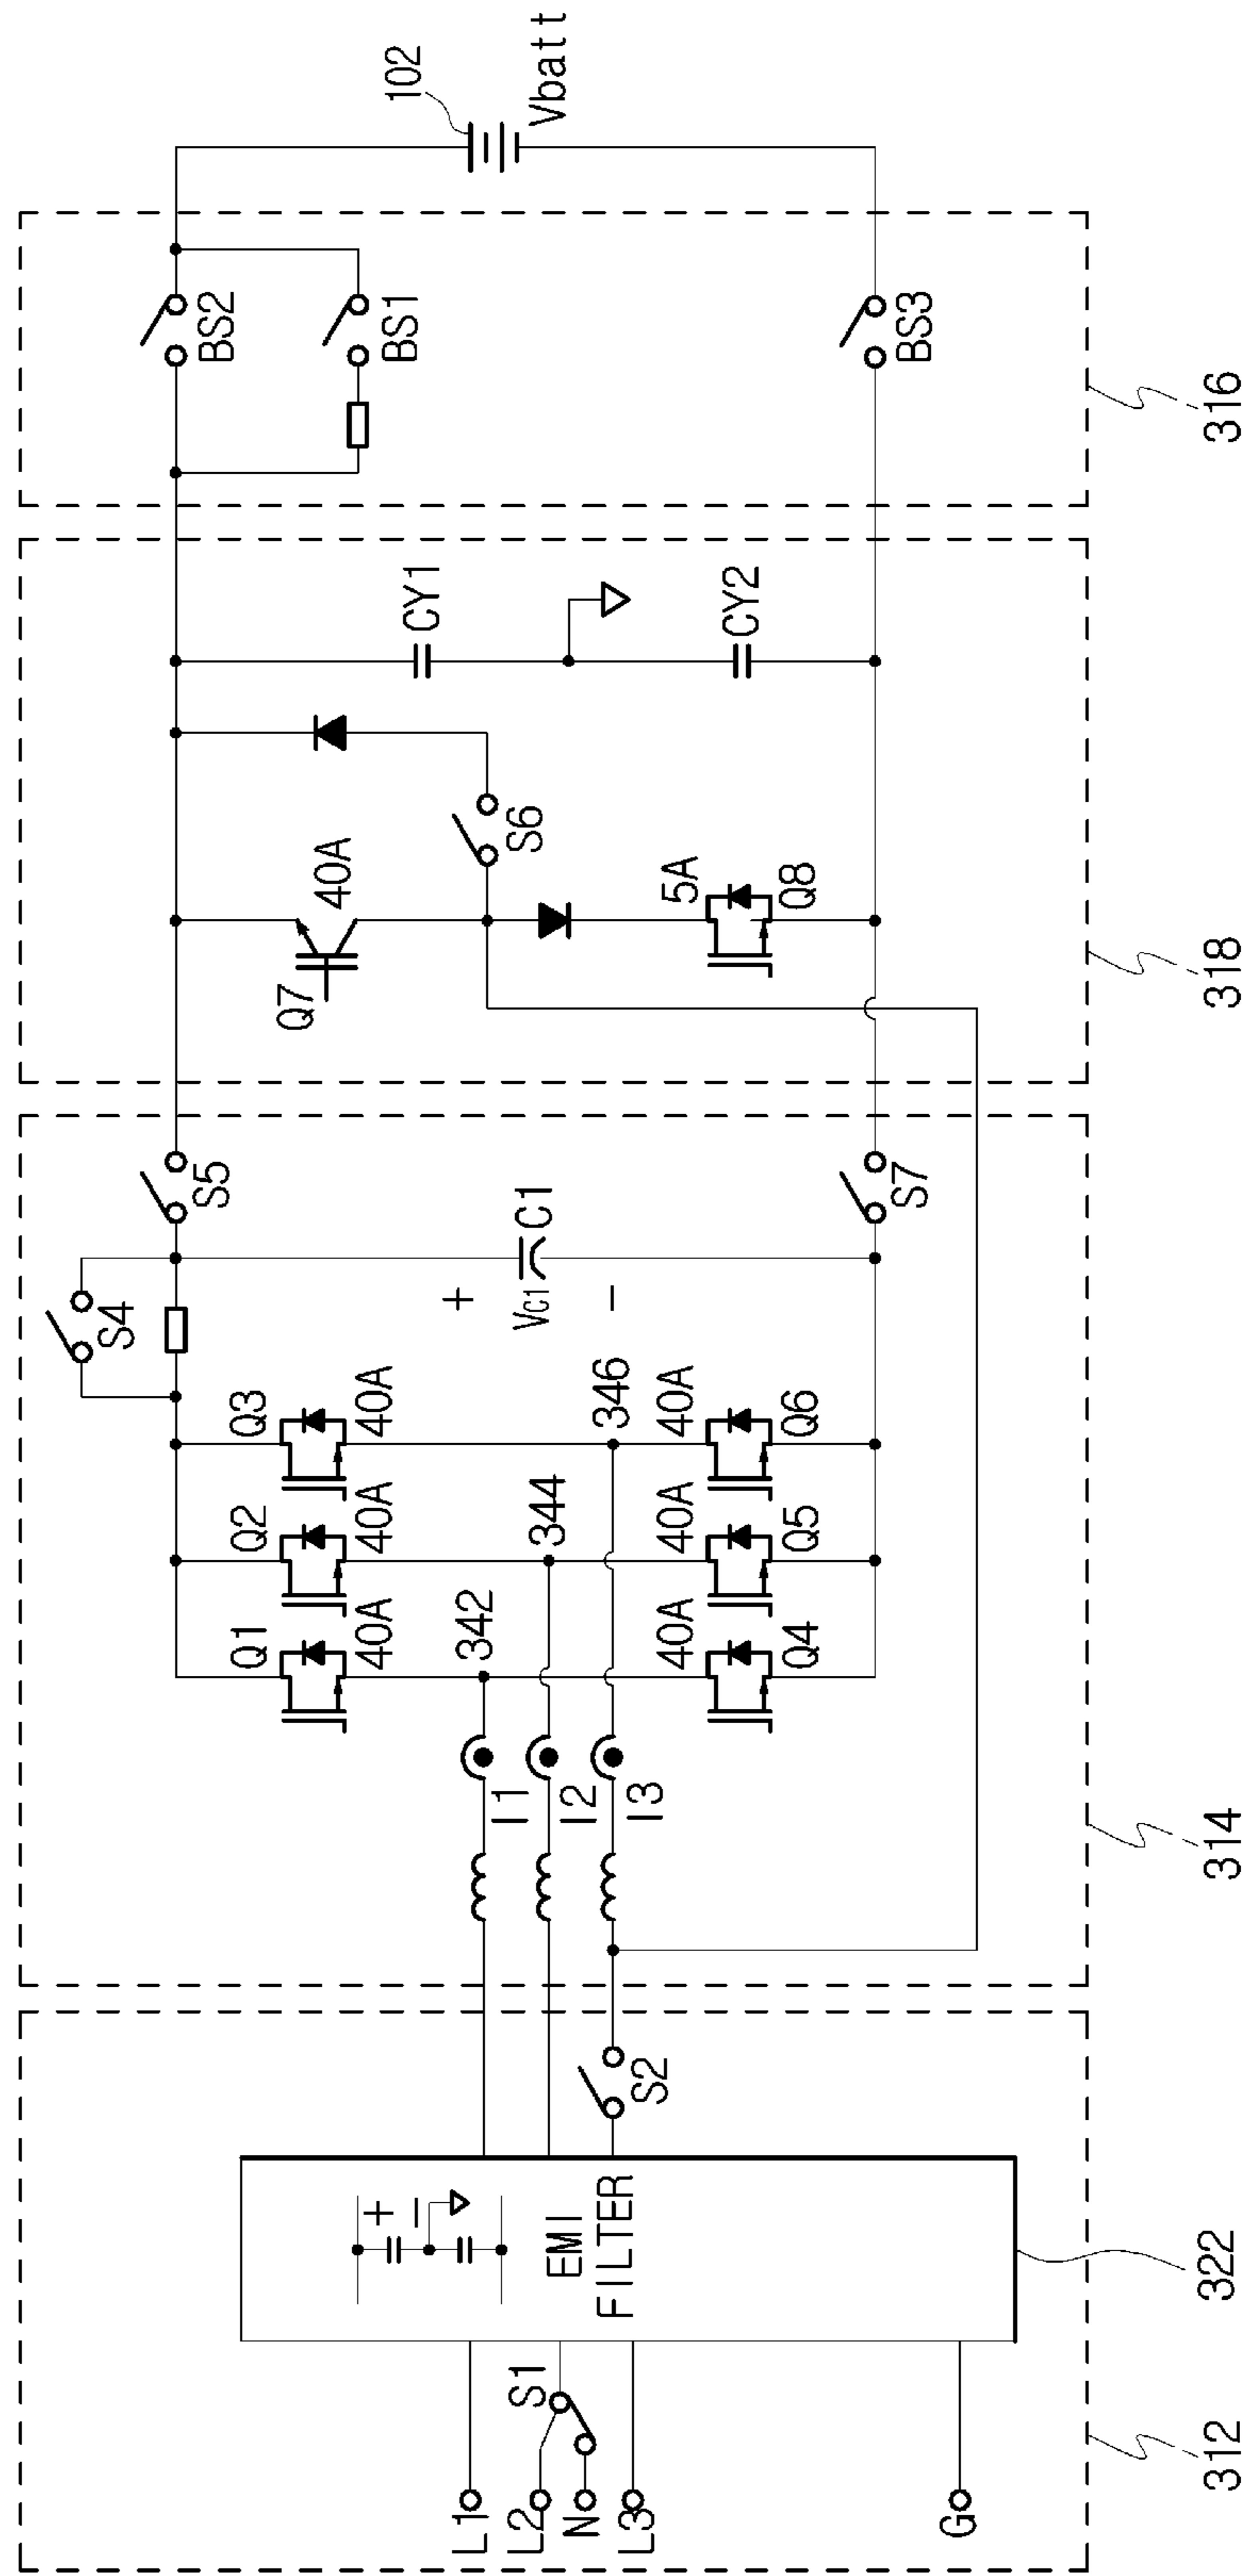 L1
L2
N
L3
G
S1
+
−
EMI
FILTER
322
312
S2
I1
I2
I3
342
344
346
Q1
40A
Q2
40A
Q3
40A
40A
Q4
40A
Q5
40A
Q6
S4
S5
+
VC1
C1
−
S7
314
Q7
40A
S6
5A
Q8
CY1
CY2
318
BS2
BS1
BS3
316
102
Vbatt